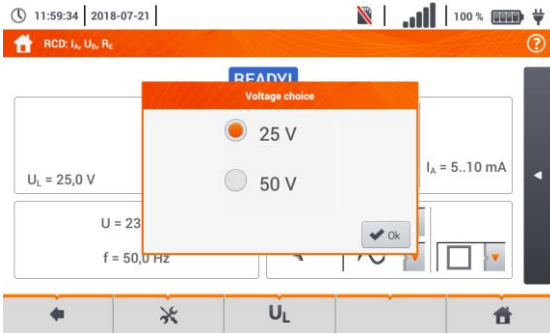 11:59:34 2018-07-21 100 %
RCD: IA, UB, RE
READY!
Voltage choice
25 V
50 V
UL = 25,0 V
IA = 5..10 mA
U = 23
f = 50,0 Hz
Ok
UL